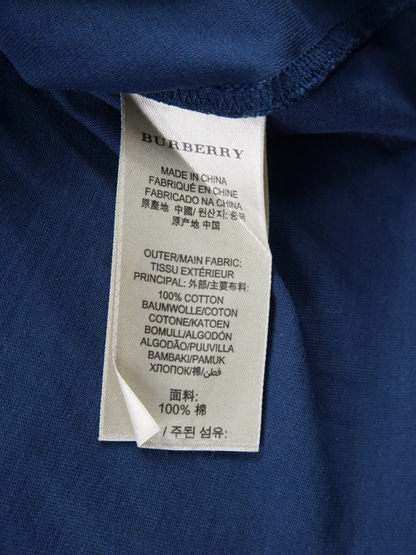 BURBERRY
MADE IN CHINA
FABRIQUÉ EN CHINE
FABRICADO NA CHINA
原產地 中國/ 원산지: 중국
原产地 中国
OUTER/MAIN FABRIC:
TISSU EXTÉRIEUR
PRINCIPAL: 外部/主要布料:
100% COTTON
BAUMWOLLE/COTON
COTONE/KATOEN
BOMULL/ALGODÓN
ALGODÃO/PUUVILLA
BAMBAKI/PAMUK
ХЛОПОК/棉/قطن
面料:
100% 棉
/ 주된 섬유: